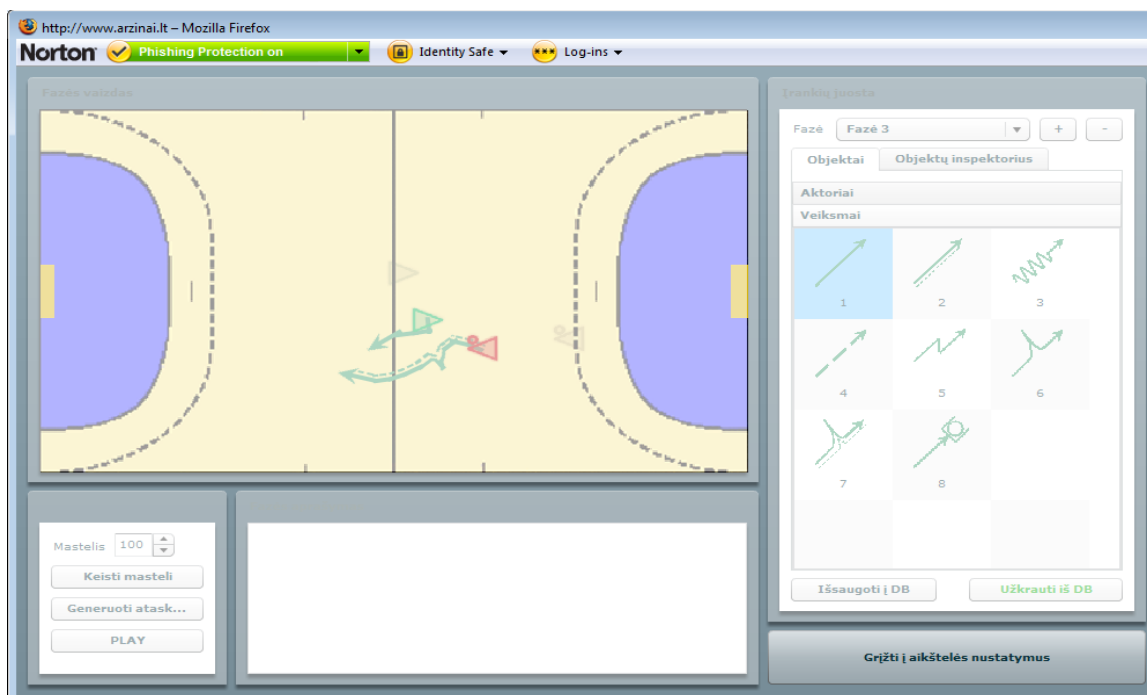 http://www.arzinai.lt – Mozilla Firefox
Norton Phishing Protection on Identity Safe Log-ins
Fazės vaizdas
Įrankių juosta
Fazė Fazė 3 + -
Objektai Objektų inspektorius
Aktoriai
Veiksmai
1 2 3
4 5 6
7 8
Mastelis 100
Keisti masteli
Generuoti atask...
PLAY
Išsaugoti į DB Užkrauti iš DB
Grįžti į aikštelės nustatymus